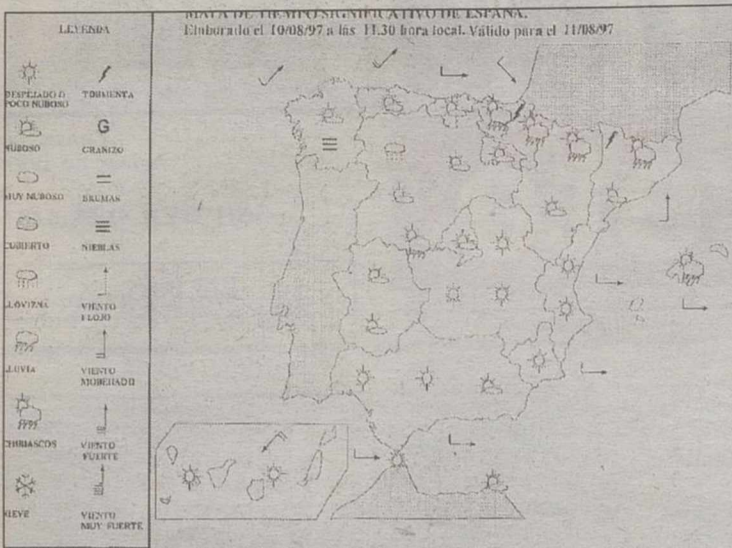 MAPA DE TIEMPO SIGNIFICATIVO DE ESPAÑA.
Elaborado el 10/08/97 a las 11.30 hora local. Válido para el 11/08/97
LEYENDA
DESPEJADO O
POCO NUBOSO
TORMENTA
NUBOSO
G
GRANIZO
MUY NUBOSO
BRUMAS
CUBIERTO
NIEBLAS
LLOVIZNA
VIENTO
FLOJO
LLUVIA
VIENTO
MODERADO
CHUBASCOS
VIENTO
FUERTE
NIEVE
VIENTO
MUY FUERTE